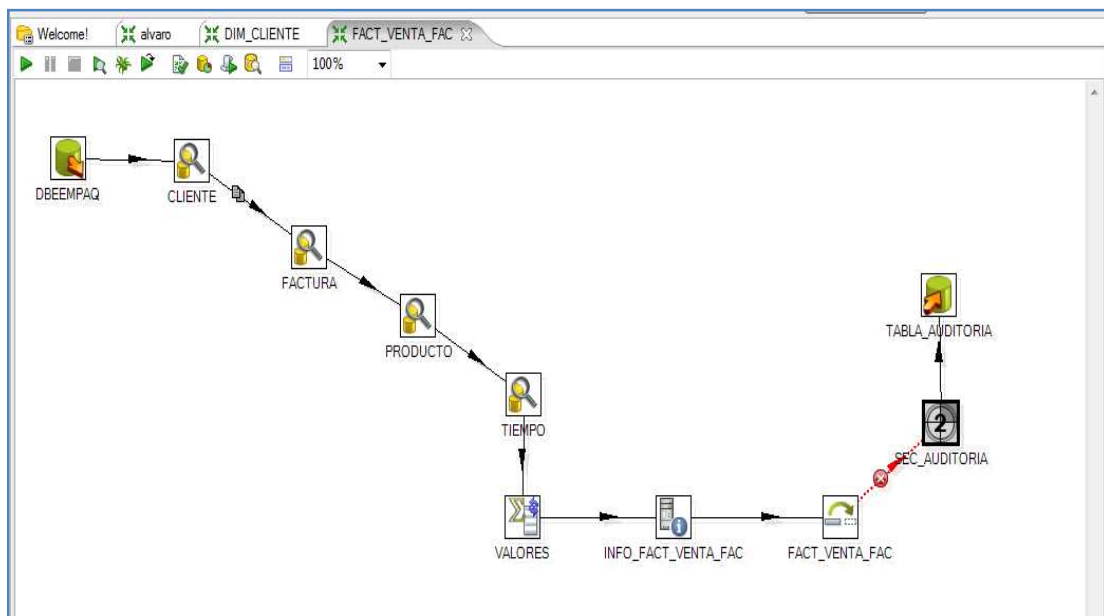 Welcome!
alvaro
DIM_CLIENTE
FACT_VENTA_FAC
100%
DBEEMPAQ
CLIENTE
FACTURA
PRODUCTO
TIEMPO
TABLA_AUDITORIA
2
SEC_AUDITORIA
VALORES
INFO_FACT_VENTA_FAC
FACT_VENTA_FAC